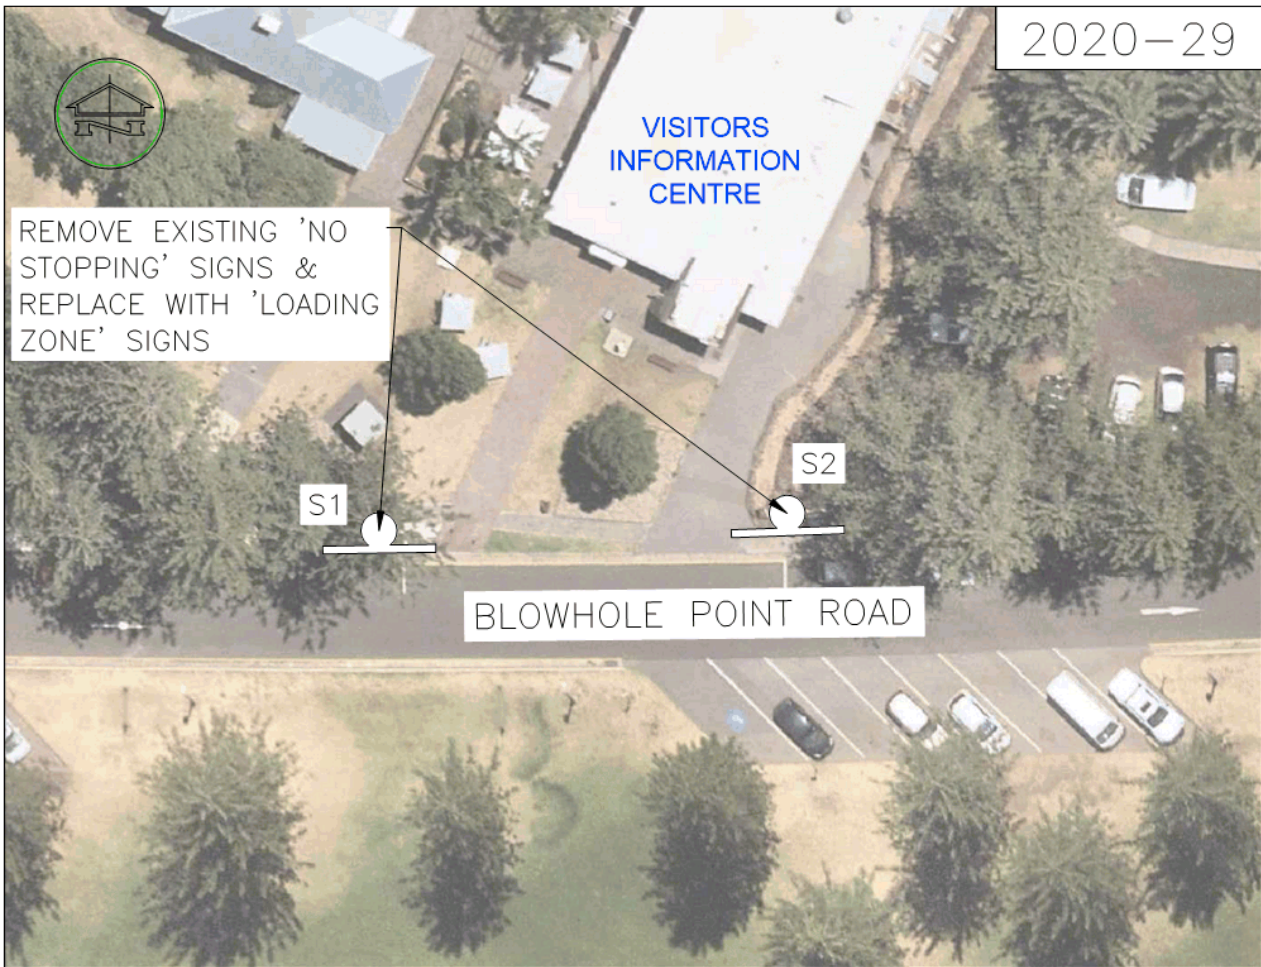 2020-29
VISITORS
INFORMATION
CENTRE
REMOVE EXISTING 'NO
STOPPING' SIGNS &
REPLACE WITH 'LOADING
ZONE' SIGNS
S1
S2
BLOWHOLE POINT ROAD
N